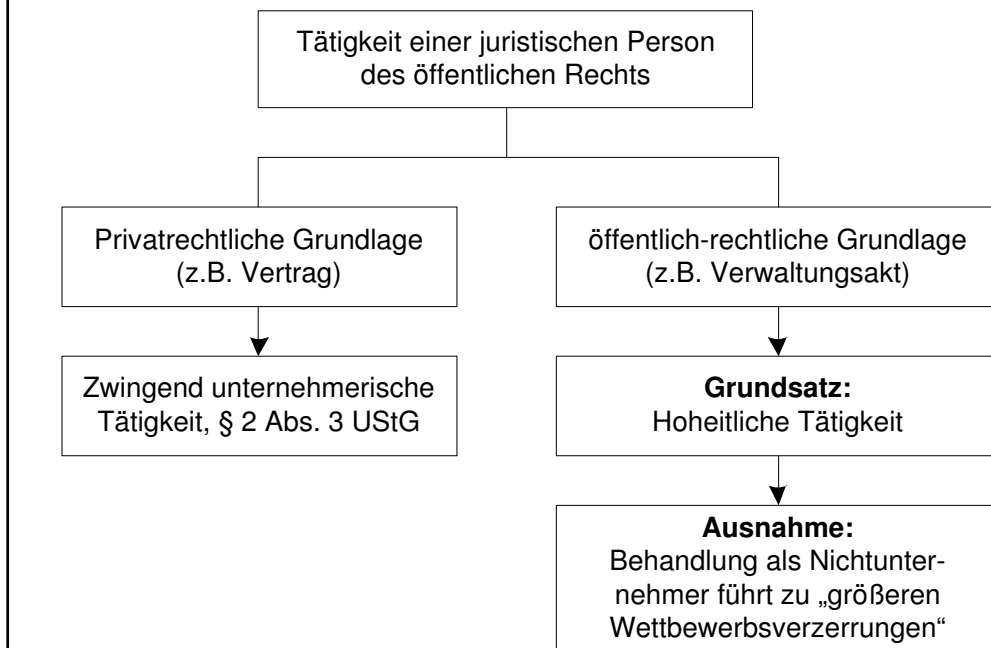 Tätigkeit einer juristischen Person
des öffentlichen Rechts
Privatrechtliche Grundlage
(z.B. Vertrag)
öffentlich-rechtliche Grundlage
(z.B. Verwaltungsakt)
Zwingend unternehmerische
Tätigkeit, § 2 Abs. 3 UStG
Grundsatz:
Hoheitliche Tätigkeit
Ausnahme:
Behandlung als Nichtunter-
nehmer führt zu „größeren
Wettbewerbsverzerrungen“